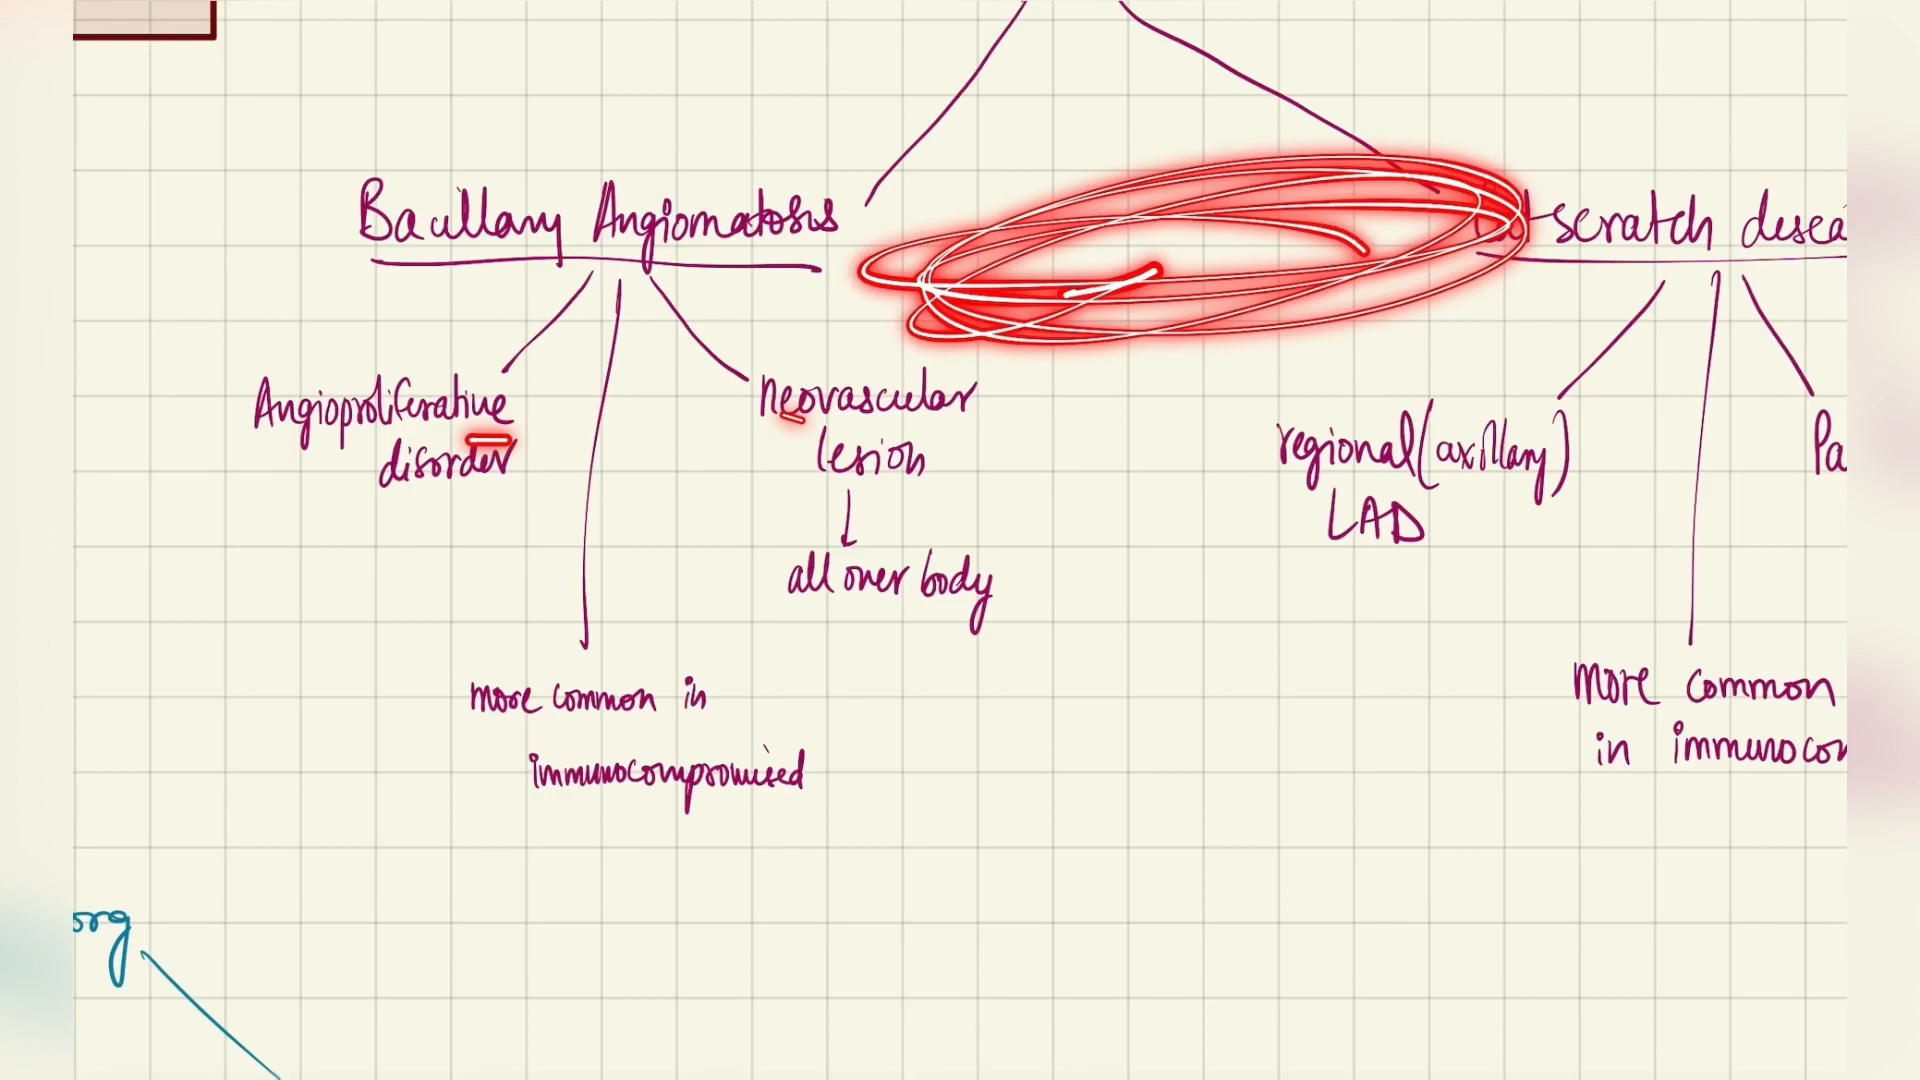 Bacillary Angiomatosis
Cat scratch disea
Angioproliferative
disorder
neovascular
lesion
all over body
more common in
immunocompromised
regional (axillary)
LAD
Pa
more common
in immunocom
org